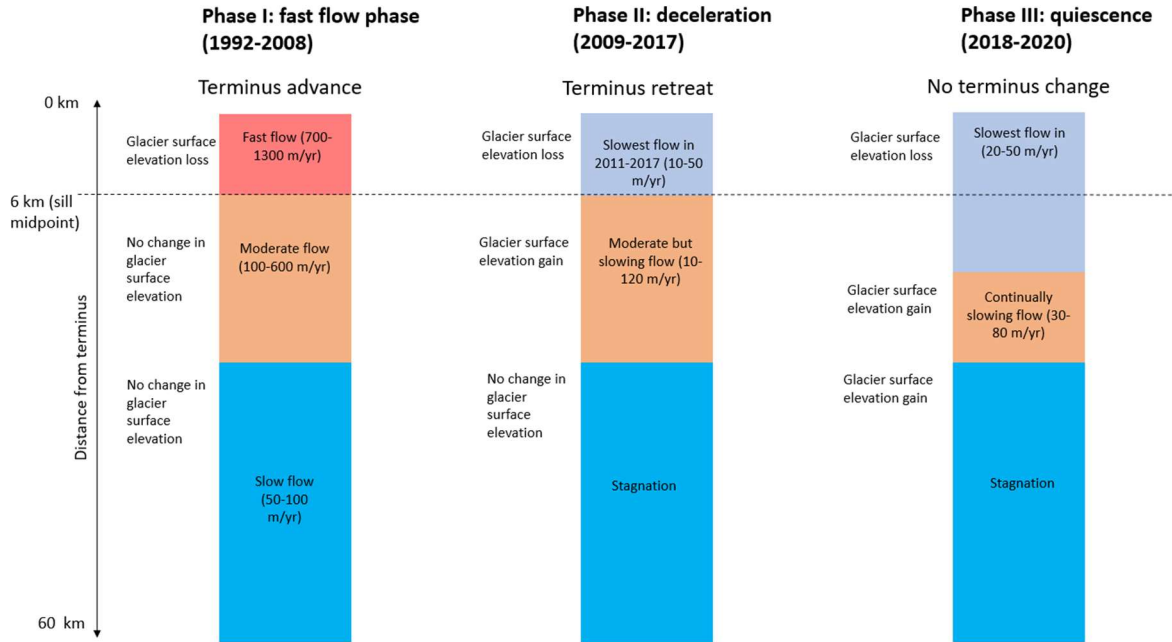 Phase I: fast flow phase
(1992-2008)
Phase II: deceleration
(2009-2017)
Phase III: quiescence
(2018-2020)
Terminus advance
Terminus retreat
No terminus change
0 km
6 km (sill
midpoint)
Distance from terminus
60 km
Glacier surface
elevation loss
Fast flow (700-
1300 m/yr)
No change in
glacier
surface
elevation
Moderate flow
(100-600 m/yr)
No change in
glacier
surface
elevation
Slow flow
(50-100
m/yr)
Glacier surface
elevation loss
Slowest flow in
2011-2017 (10-50
m/yr)
Glacier surface
elevation gain
Moderate but
slowing flow (10-
120 m/yr)
No change in
glacier
surface
elevation
Stagnation
Glacier surface
elevation loss
Slowest flow in
(20-50 m/yr)
Glacier surface
elevation gain
Continually
slowing flow (30-
80 m/yr)
Glacier surface
elevation gain
Stagnation